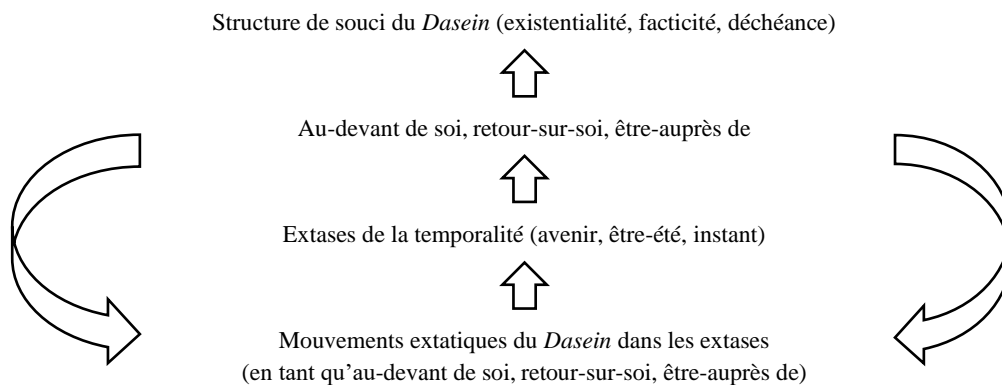 Structure de souci du Dasein (existentialité, facticité, déchéance)
Au-devant de soi, retour-sur-soi, être-auprès de
Extases de la temporalité (avenir, être-été, instant)
Mouvements extatiques du Dasein dans les extases
(en tant qu’au-devant de soi, retour-sur-soi, être-auprès de)